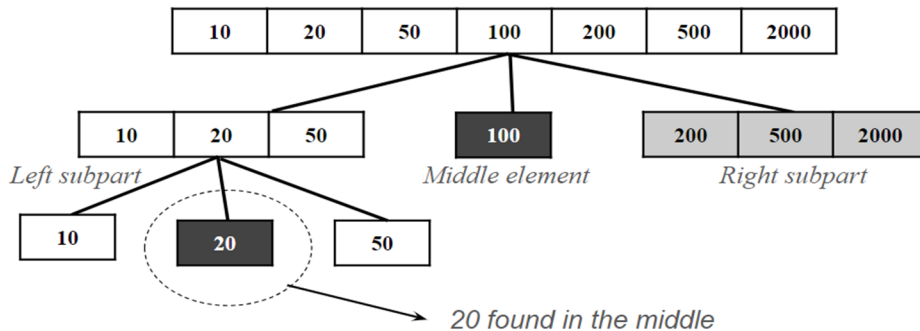 10 20 50 100 200 500 2000
10 20 50 100 200 500 2000
Left subpart Middle element Right subpart
10 20 50
20 found in the middle